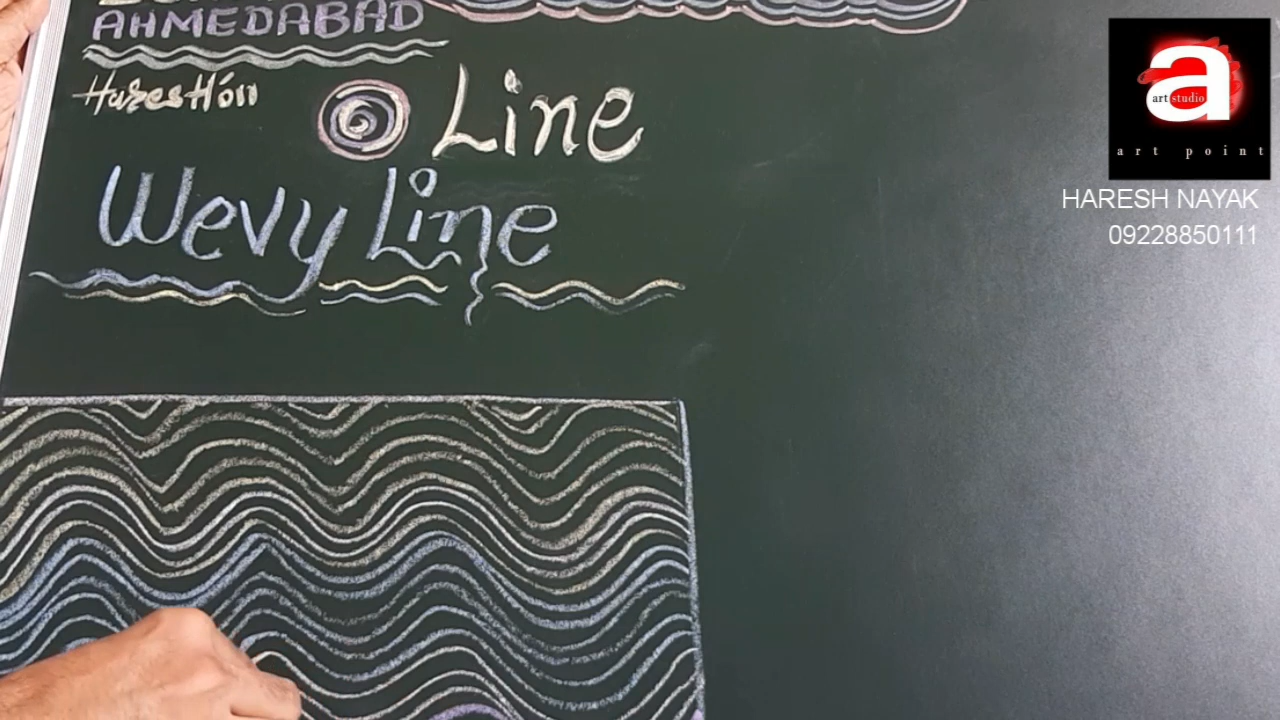 AHMEDABAD
Line
Wevy Line
a
art studio
art point
HARESH NAYAK
09228850111